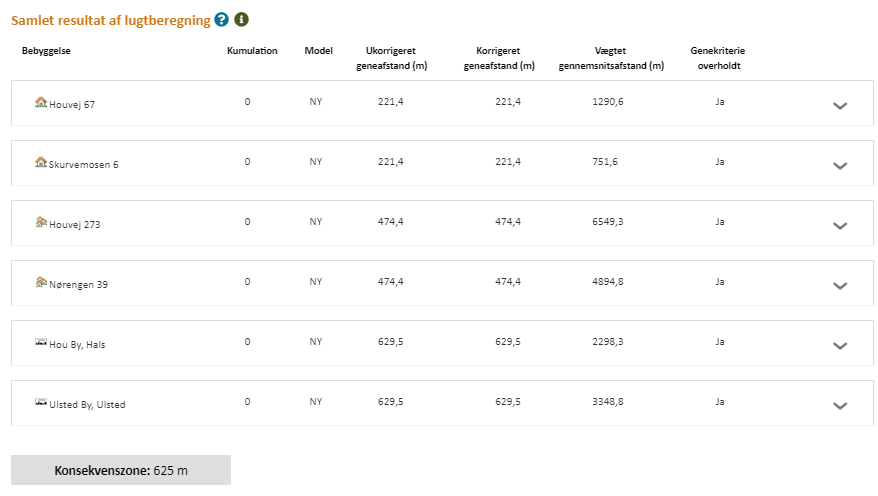 Samlet resultat af lugtberegning ? i
Bebyggelse Kumulation Model Ukorrigeret geneafstand (m) Korrigeret geneafstand (m) Vægtet gennemsnitsafstand (m) Genekriterie overholdt
Houvej 67 0 NY 221,4 221,4 1290,6 Ja
Skurvemosen 6 0 NY 221,4 221,4 751,6 Ja
Houvej 273 0 NY 474,4 474,4 6549,3 Ja
Nørengen 39 0 NY 474,4 474,4 4894,8 Ja
Hou By, Hals 0 NY 629,5 629,5 2298,3 Ja
Ulsted By, Ulsted 0 NY 629,5 629,5 3348,8 Ja
Konsekvenszone: 625 m